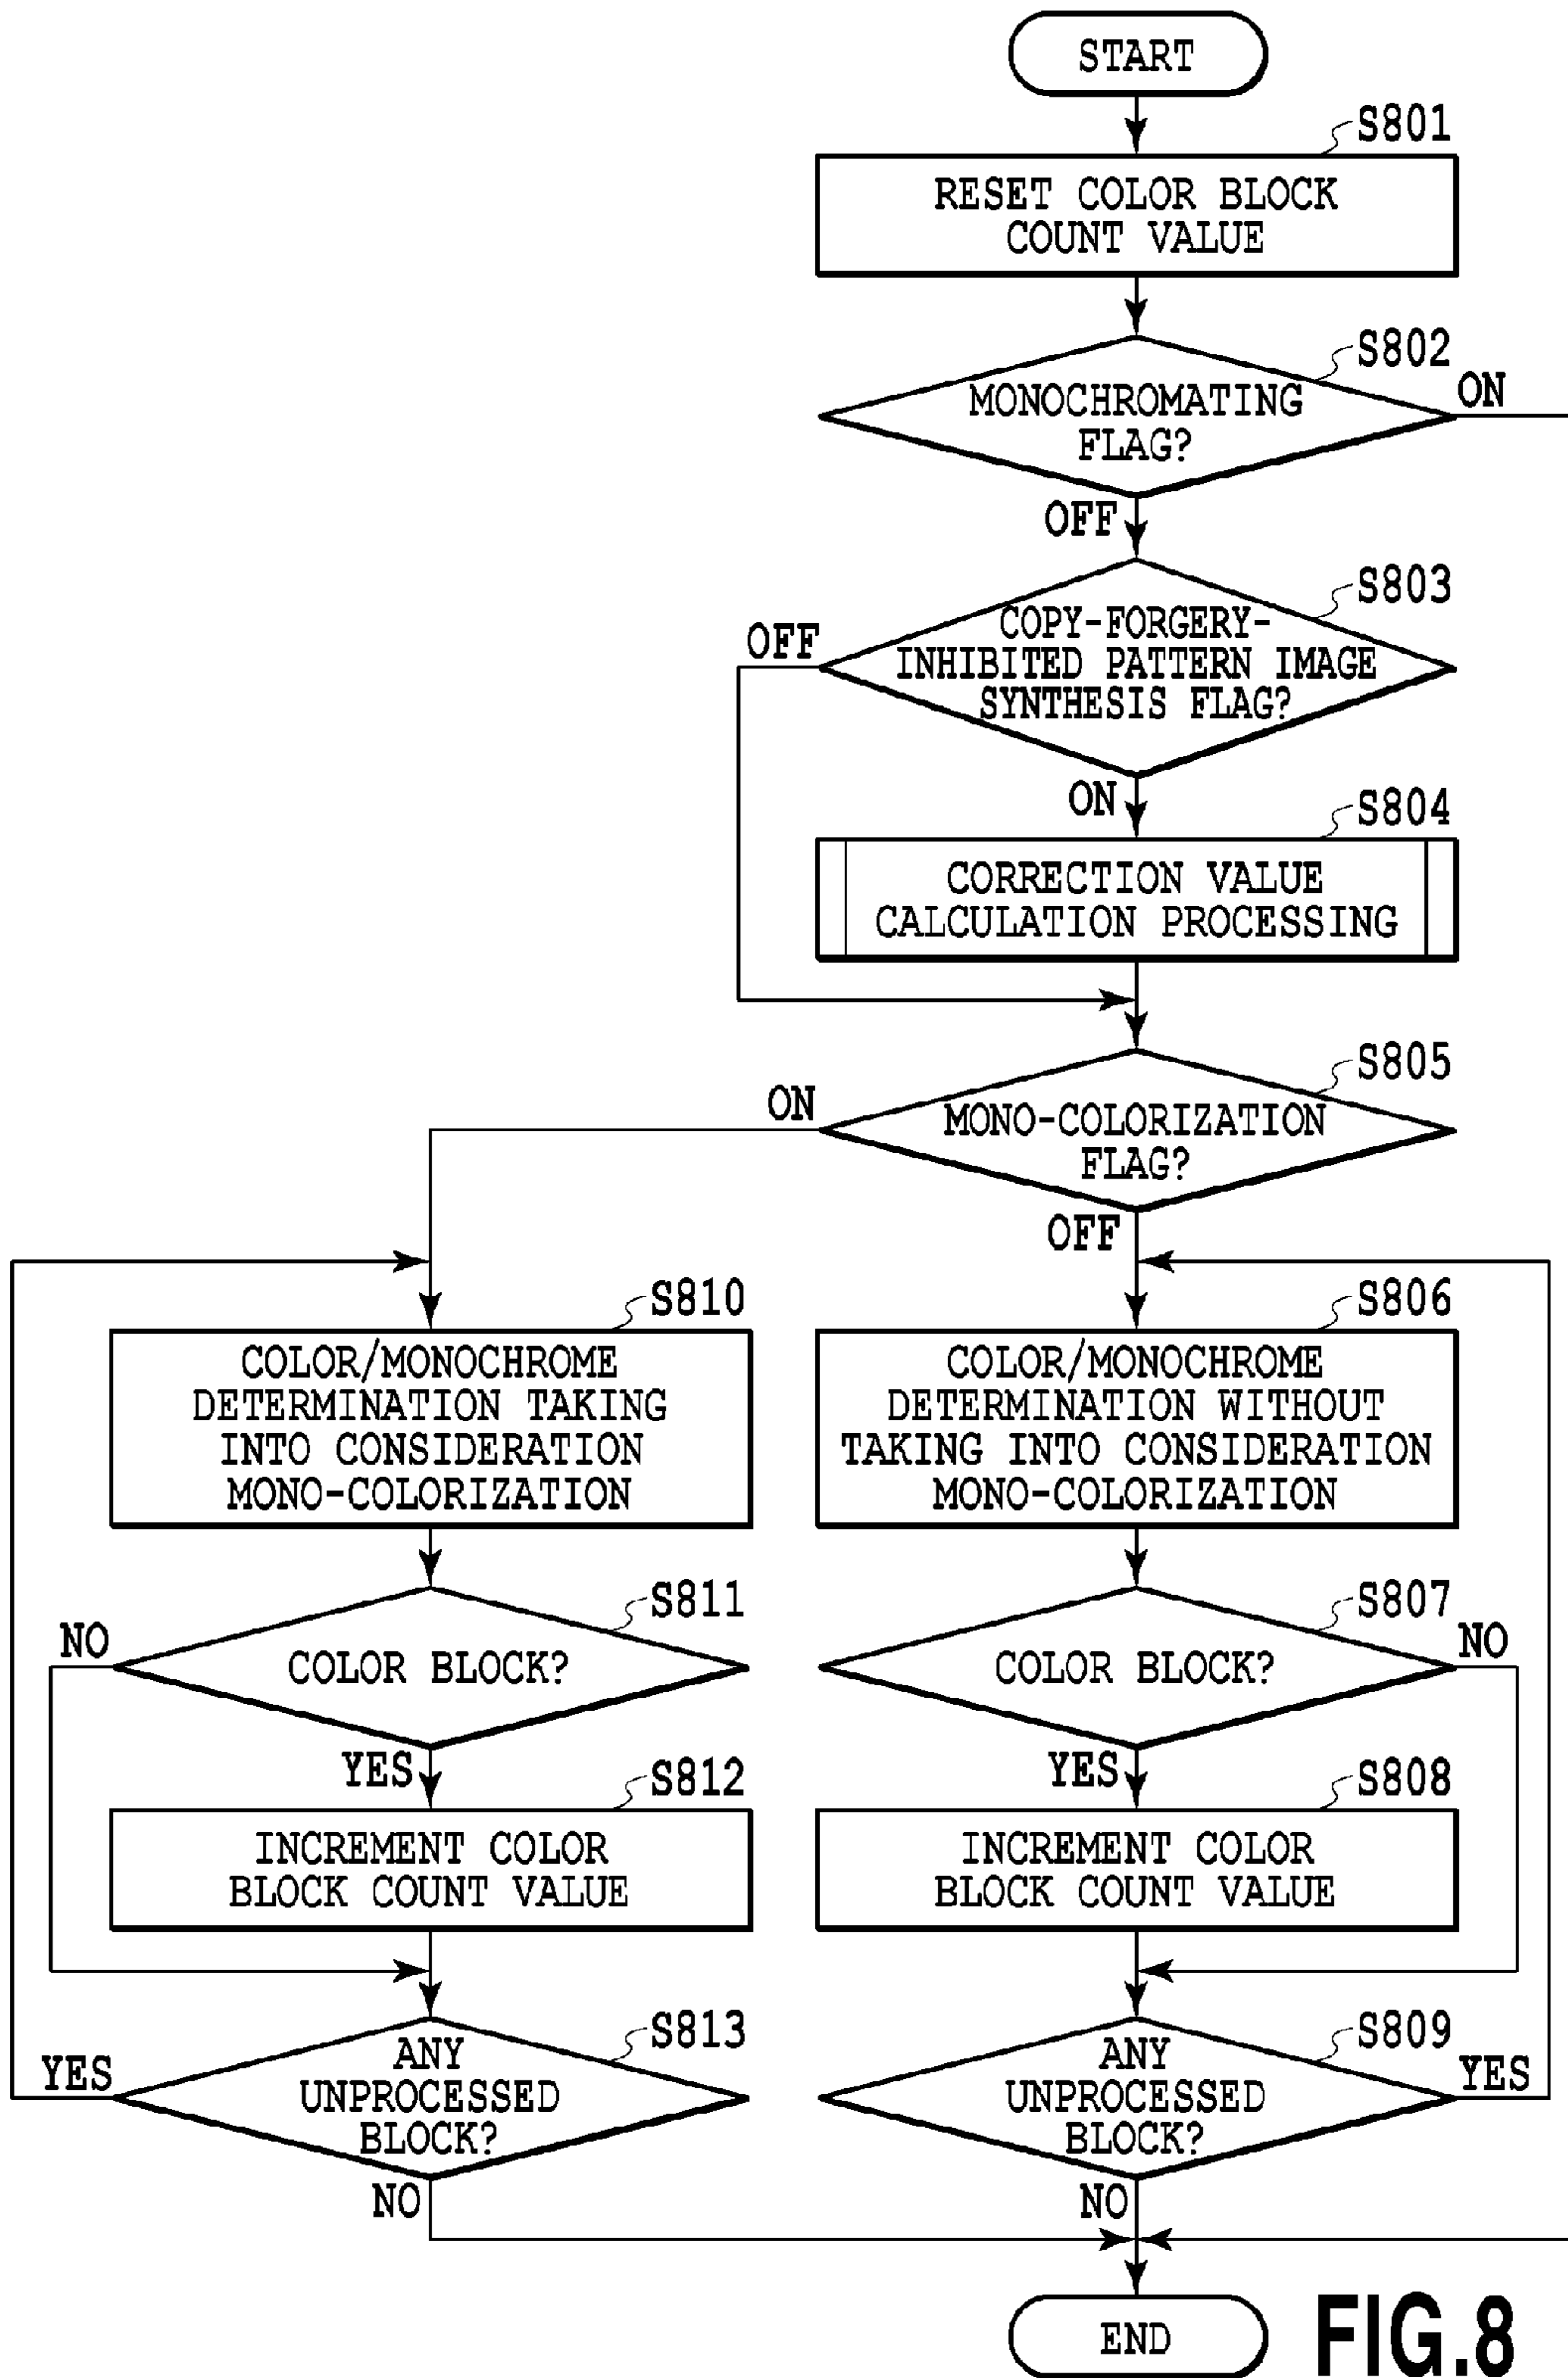 START
S801
RESET COLOR BLOCK
COUNT VALUE
S802
MONOCHROMATING
FLAG?
ON
OFF
S803
COPY-FORGERY-
INHIBITED PATTERN IMAGE
SYNTHESIS FLAG?
OFF
ON
S804
CORRECTION VALUE
CALCULATION PROCESSING
S805
MONO-COLORIZATION
FLAG?
ON
OFF
S810
COLOR/MONOCHROME
DETERMINATION TAKING
INTO CONSIDERATION
MONO-COLORIZATION
S806
COLOR/MONOCHROME
DETERMINATION WITHOUT
TAKING INTO CONSIDERATION
MONO-COLORIZATION
S811
NO
COLOR BLOCK?
YES
S807
COLOR BLOCK?
NO
YES
S812
INCREMENT COLOR
BLOCK COUNT VALUE
S808
INCREMENT COLOR
BLOCK COUNT VALUE
S813
YES
ANY
UNPROCESSED
BLOCK?
NO
S809
ANY
UNPROCESSED
BLOCK?
YES
NO
END
FIG.8